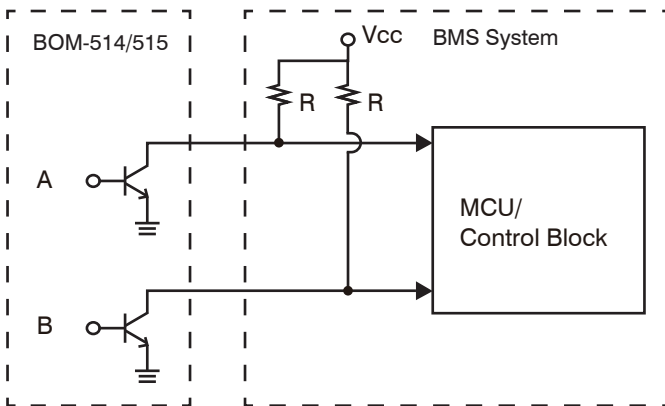 BOM-514/515
Vcc
BMS System
R
R
A
MCU/
Control Block
B